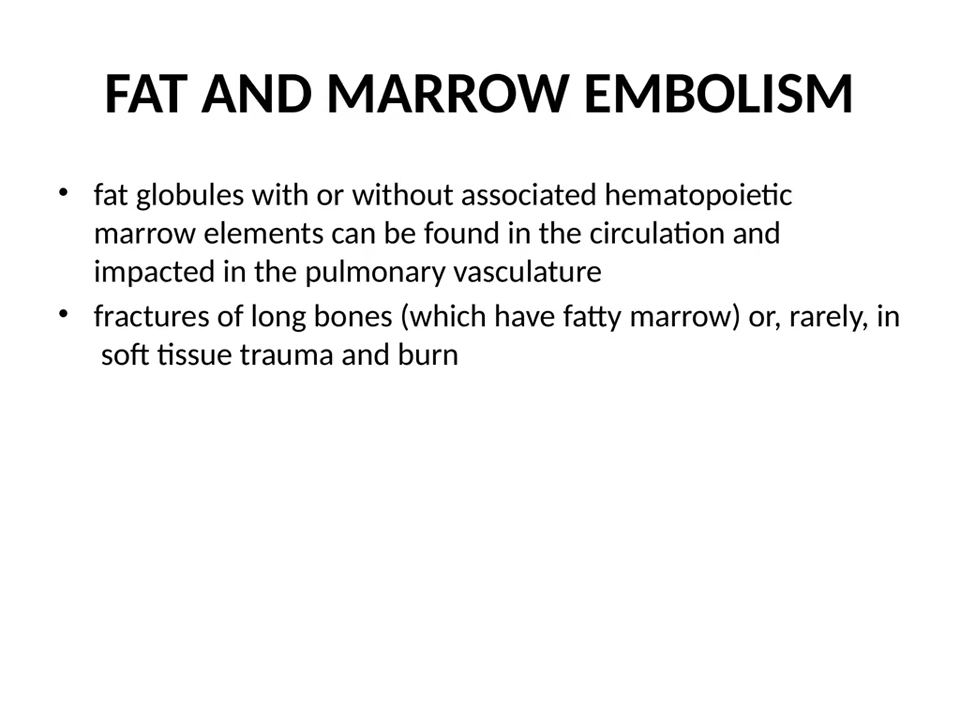 FAT AND MARROW EMBOLISM
• fat globules with or without associated hematopoietic
marrow elements can be found in the circulation and
impacted in the pulmonary vasculature
• fractures of long bones (which have fatty marrow) or, rarely, in
soft tissue trauma and burn